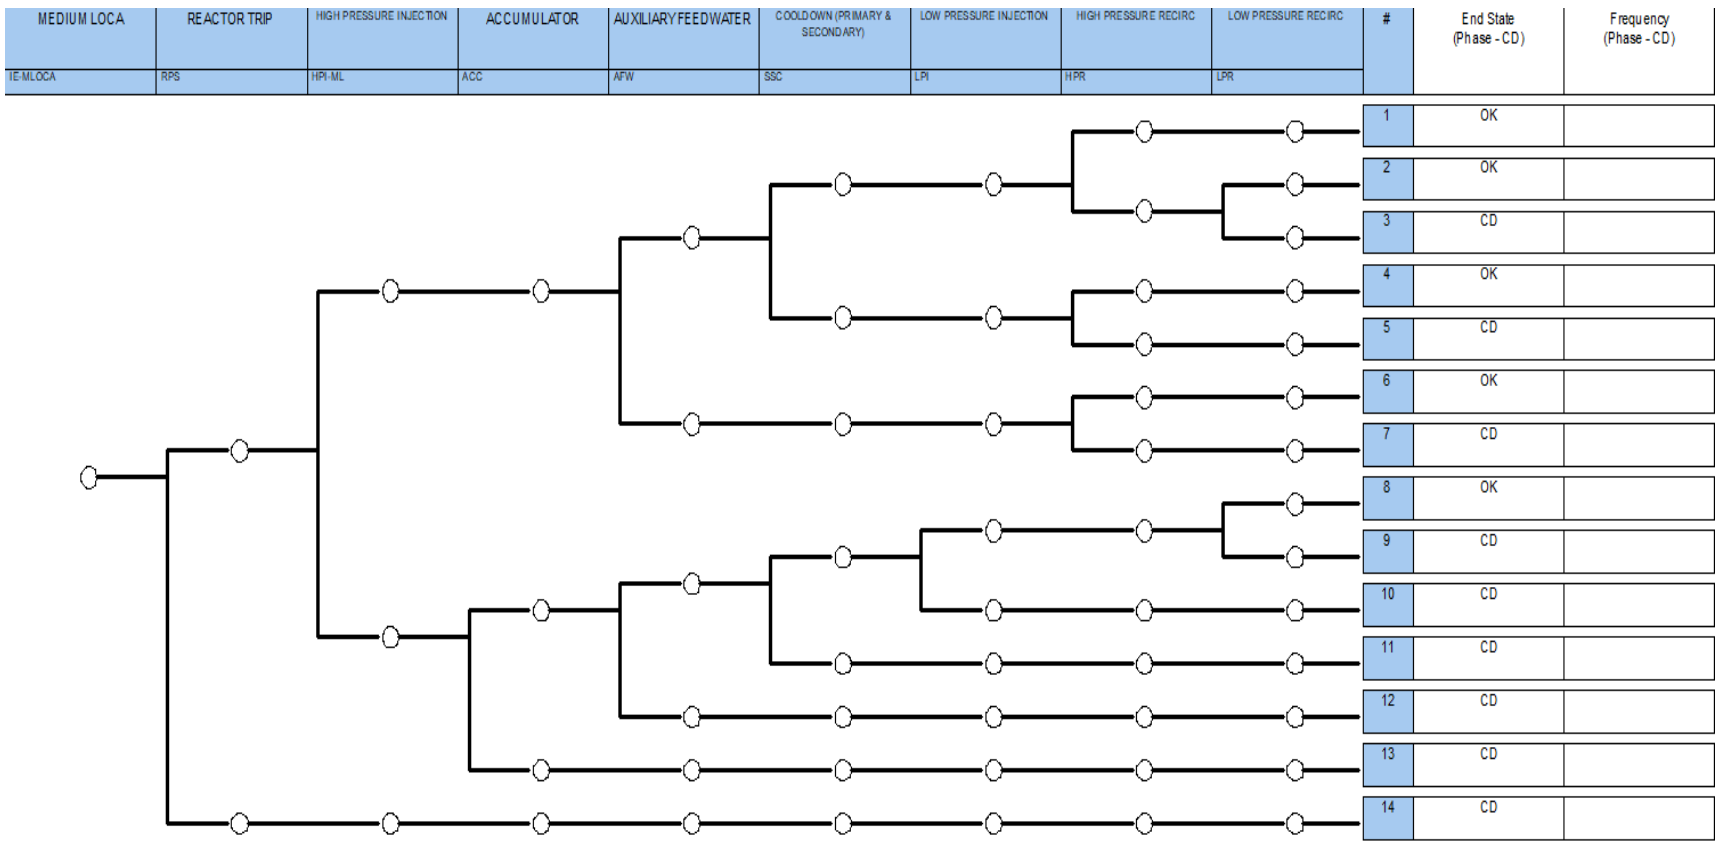 MEDIUM LOCA
REACTOR TRIP
HIGH PRESSURE INJECTION
ACCUMULATOR
AUXILIARY FEEDWATER
COOLDOWN (PRIMARY &
SECONDARY)
LOW PRESSURE INJECTION
HIGH PRESSURE RECIRC
LOW PRESSURE RECIRC
#
End State
(Phase - CD)
Frequency
(Phase - CD)
IE-MLOCA
RPS
HPI-ML
ACC
AFW
SSC
LPI
HPR
LPR
1 OK
2 OK
3 CD
4 OK
5 CD
6 OK
7 CD
8 OK
9 CD
10 CD
11 CD
12 CD
13 CD
14 CD